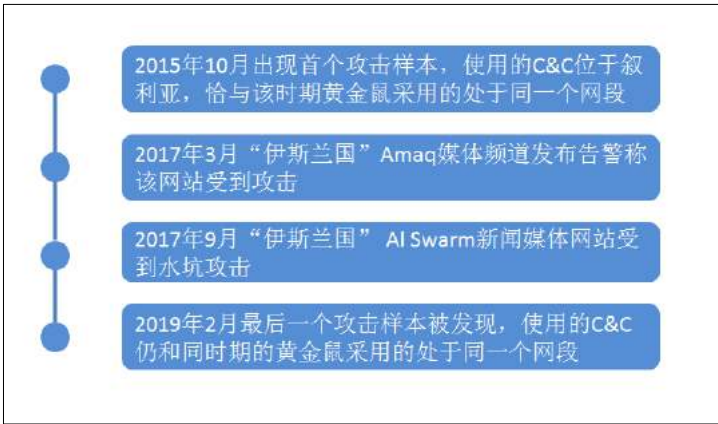 2015年10月出现首个攻击样本，使用的C&C位于叙
利亚，恰与该时期黄金鼠采用的处于同一个网段
2017年3月“伊斯兰国”Amaq媒体频道发布告警称
该网站受到攻击
2017年9月“伊斯兰国” Al Swarm新闻媒体网站受
到水坑攻击
2019年2月最后一个攻击样本被发现，使用的C&C
仍和同时期的黄金鼠采用的处于同一个网段